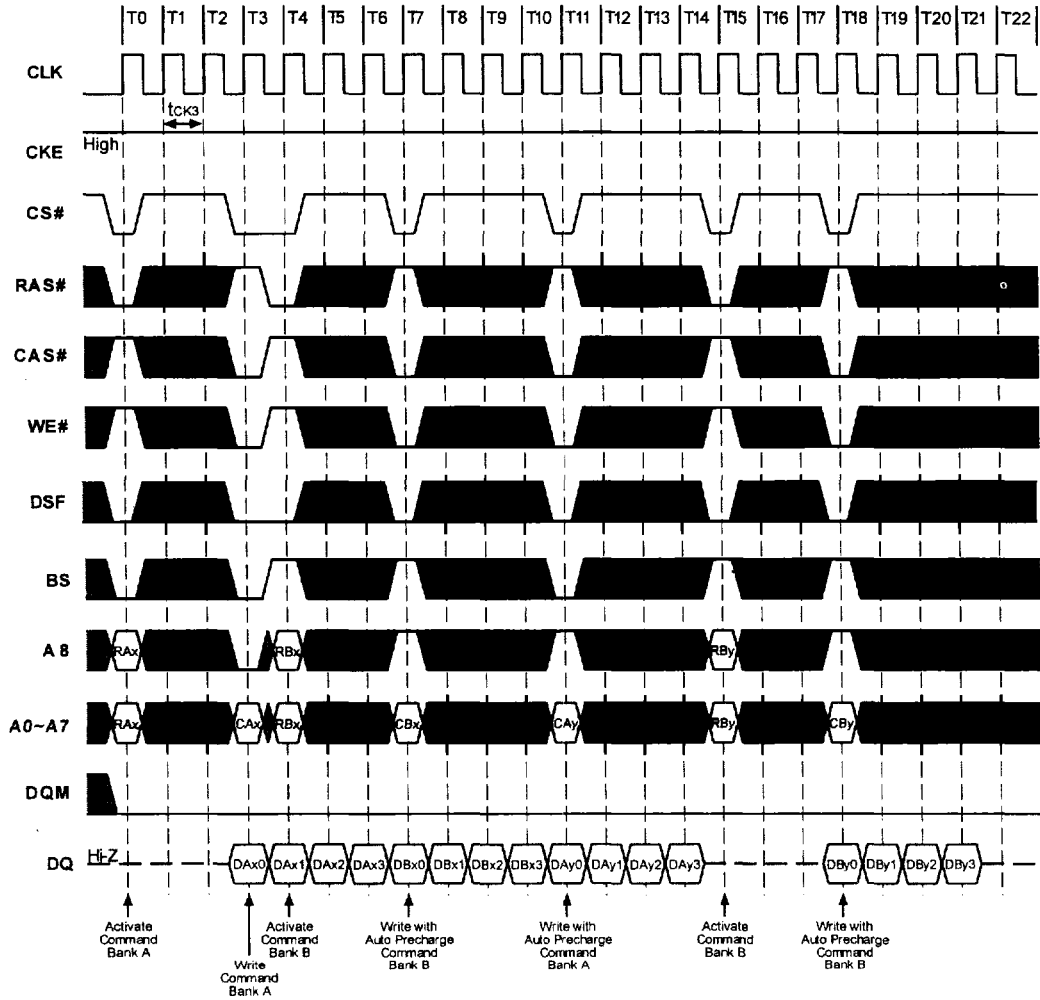 T0 T1 T2 T3 T4 T5 T6 T7 T8 T9 T10 T11 T12 T13 T14 T15 T16 T17 T18 T19 T20 T21 T22
CLK
tCK3
High
CKE
CS#
RAS#
CAS#
WE#
DSF
BS
A8 RAx RBx RBy
A0~A7 RAx CAx RBx CBx CAy RBy CBy
DQM
DQ Hi-Z DAx0 DAx1 DAx2 DAx3 DBx0 DBx1 DBx2 DBx3 DAy0 DAy1 DAy2 DAy3 DBy0 DBy1 DBy2 DBy3
Activate
Command
Bank A
Write
Command
Bank A
Activate
Command
Bank B
Write with
Auto Precharge
Command
Bank B
Write with
Auto Precharge
Command
Bank A
Activate
Command
Bank B
Write with
Auto Precharge
Command
Bank B